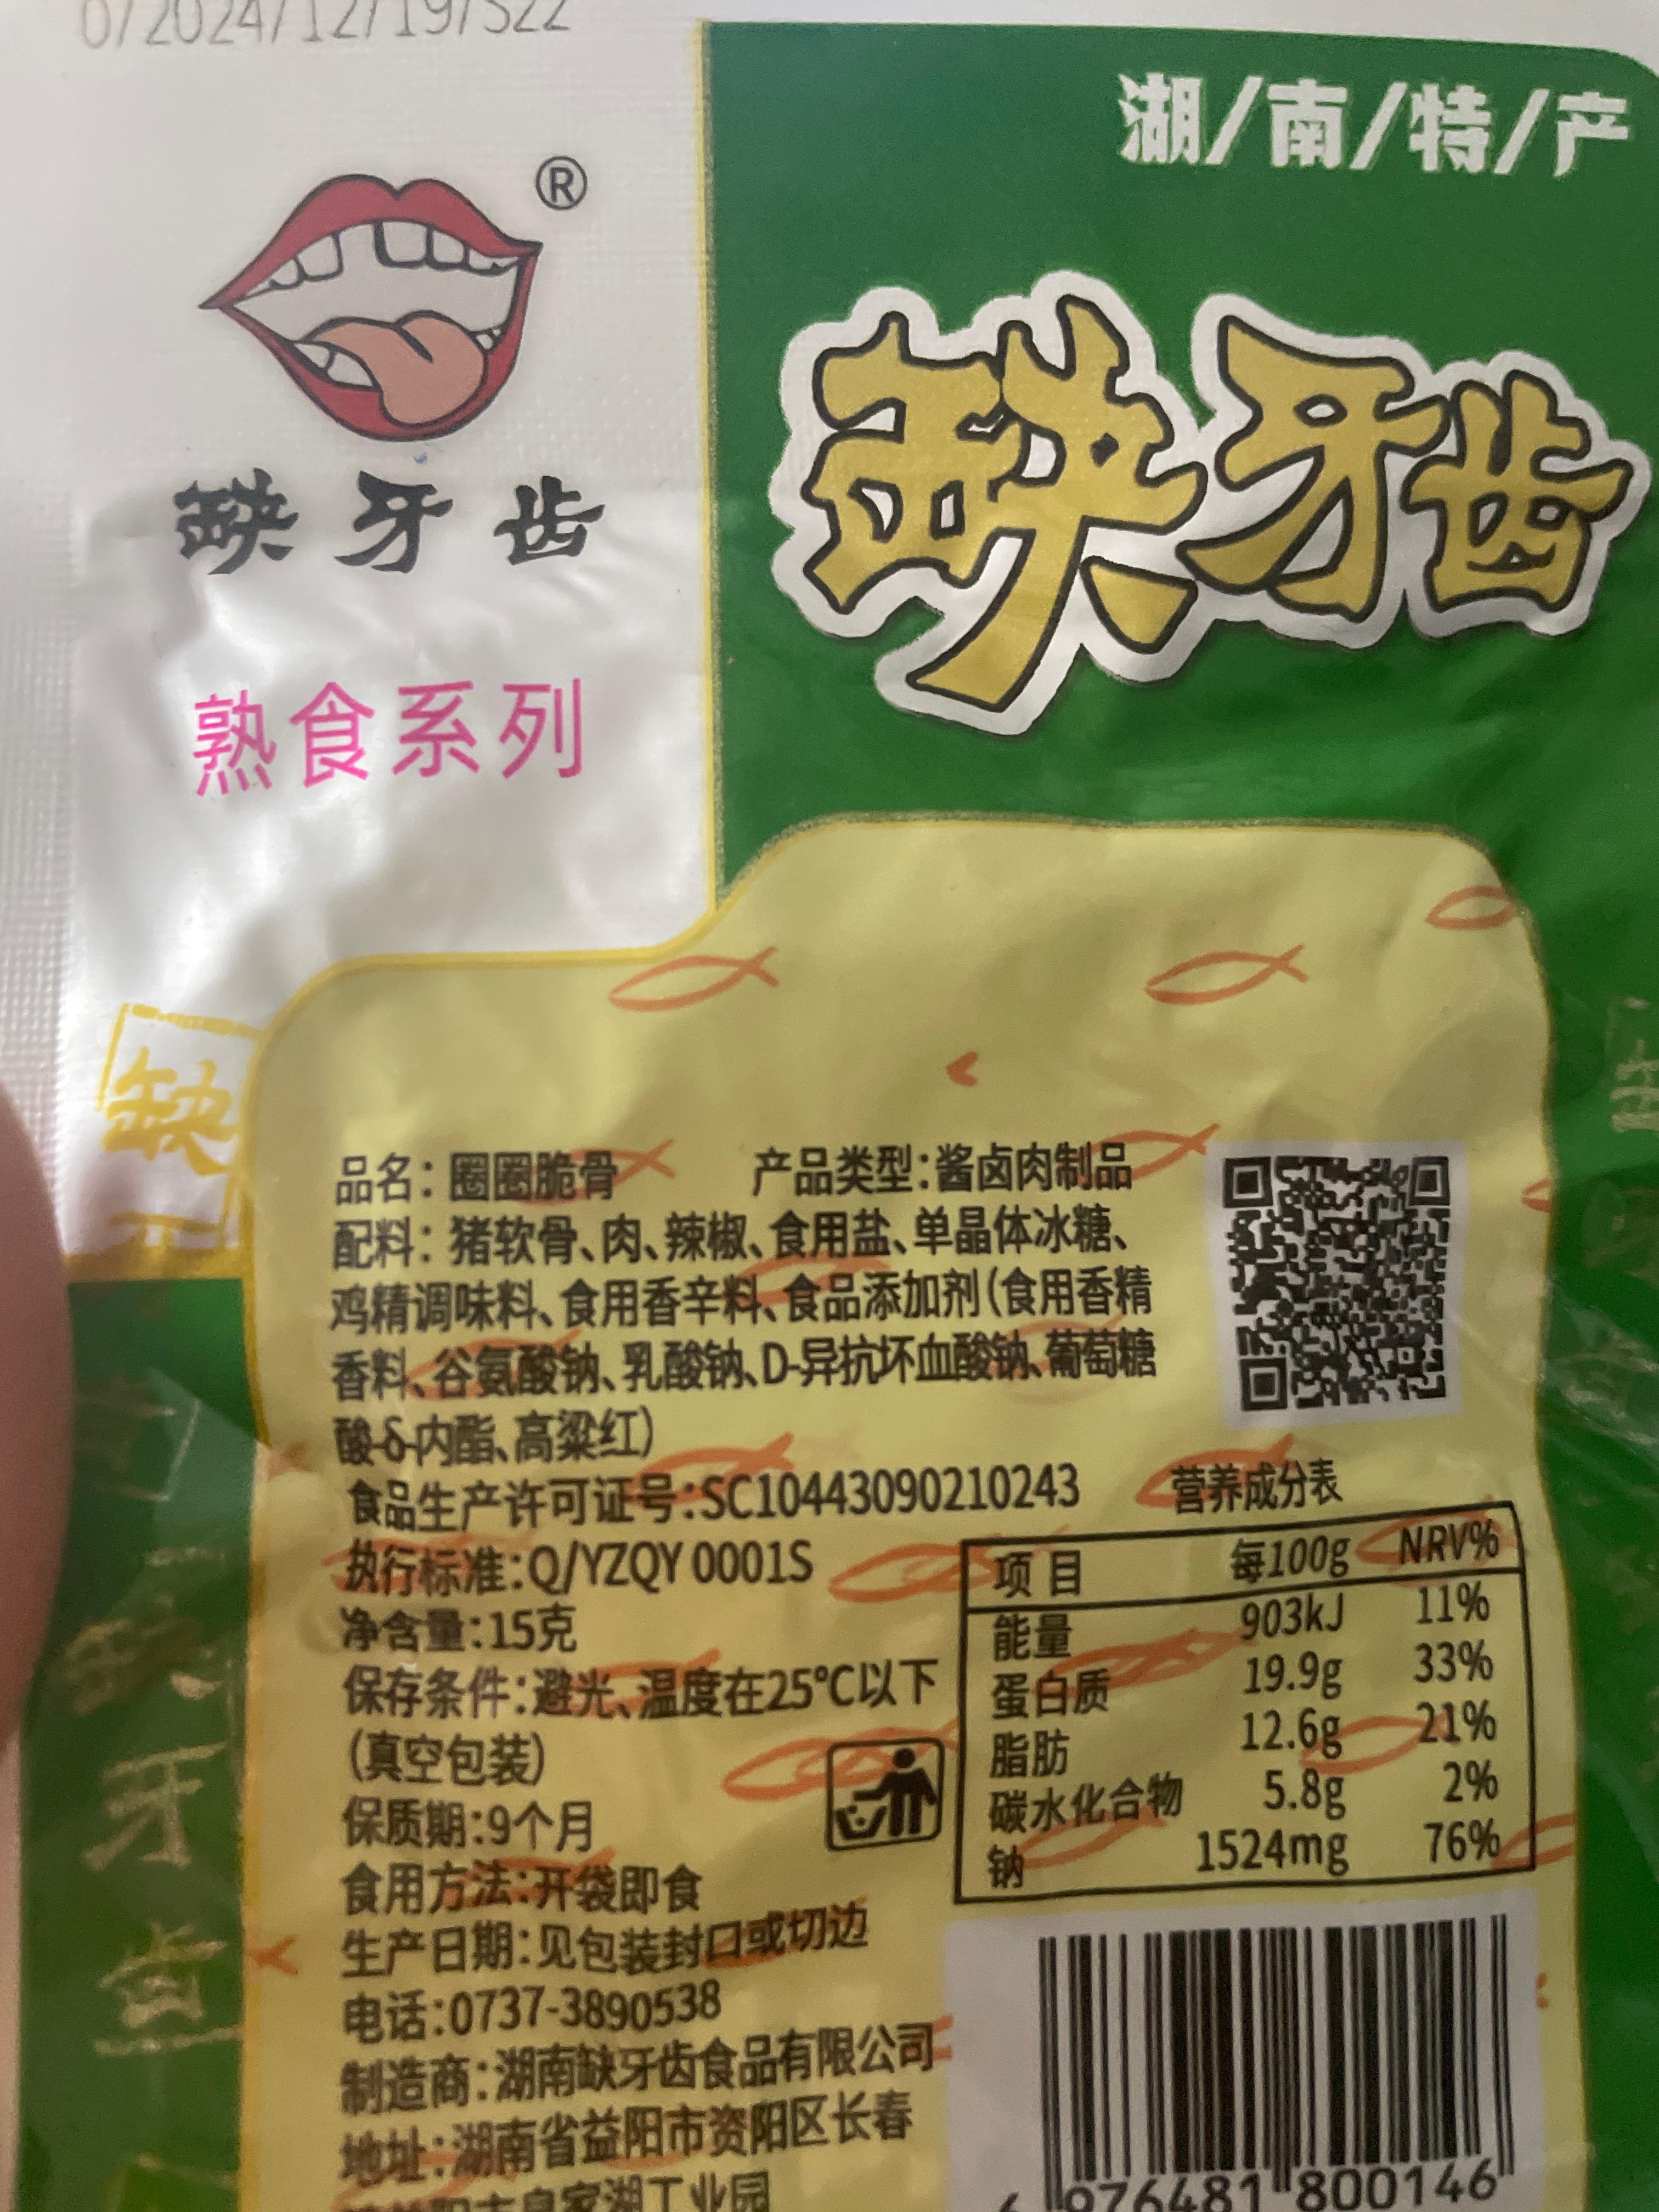 湖/南/特/产
®
缺牙齿
缺牙齿
熟食系列
缺
品名：圈圈脆骨 产品类型：酱卤肉制品
配料：猪软骨、肉、辣椒、食用盐、单晶体冰糖、
鸡精调味料、食用香辛料、食品添加剂（食用香精
香料、谷氨酸钠、乳酸钠、D-异抗坏血酸钠、葡萄糖
酸-δ-内酯、高粱红）
食品生产许可证号：SC10443090210243
执行标准：Q/YZQY 0001S
净含量：15克
保存条件：避光、温度在25℃以下
（真空包装）
保质期：9个月
食用方法：开袋即食
生产日期：见包装封口或切边
电话：0737-3890538
制造商：湖南缺牙齿食品有限公司
地址：湖南省益阳市资阳区长春
营养成分表
项目 每100g NRV%
能量 903kJ 11%
蛋白质 19.9g 33%
脂肪 12.6g 21%
碳水化合物 5.8g 2%
钠 1524mg 76%
缺牙齿
6 976481 800146